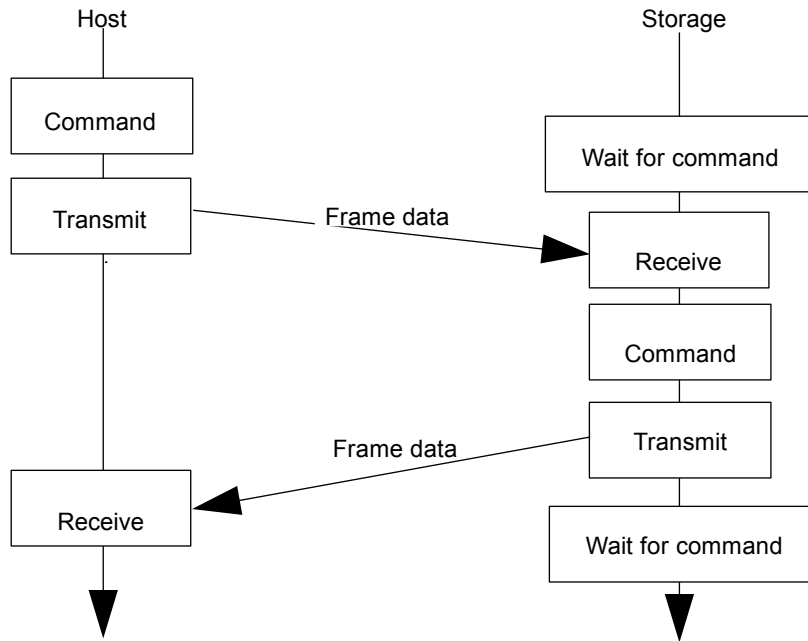 Host
Storage
Command
Wait for command
Transmit
Frame data
Receive
Command
Frame data
Transmit
Receive
Wait for command